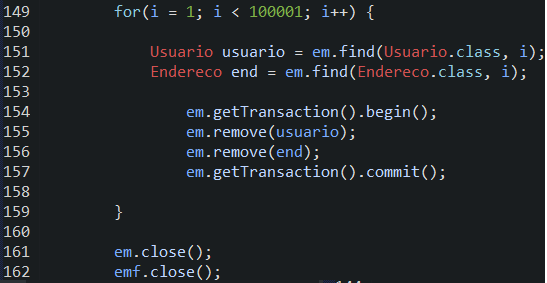 149 for(i = 1; i < 100001; i++) {
150
151 Usuario usuario = em.find(Usuario.class, i);
152 Endereco end = em.find(Endereco.class, i);
153
154 em.getTransaction().begin();
155 em.remove(usuario);
156 em.remove(end);
157 em.getTransaction().commit();
158
159 }
160
161 em.close();
162 emf.close();